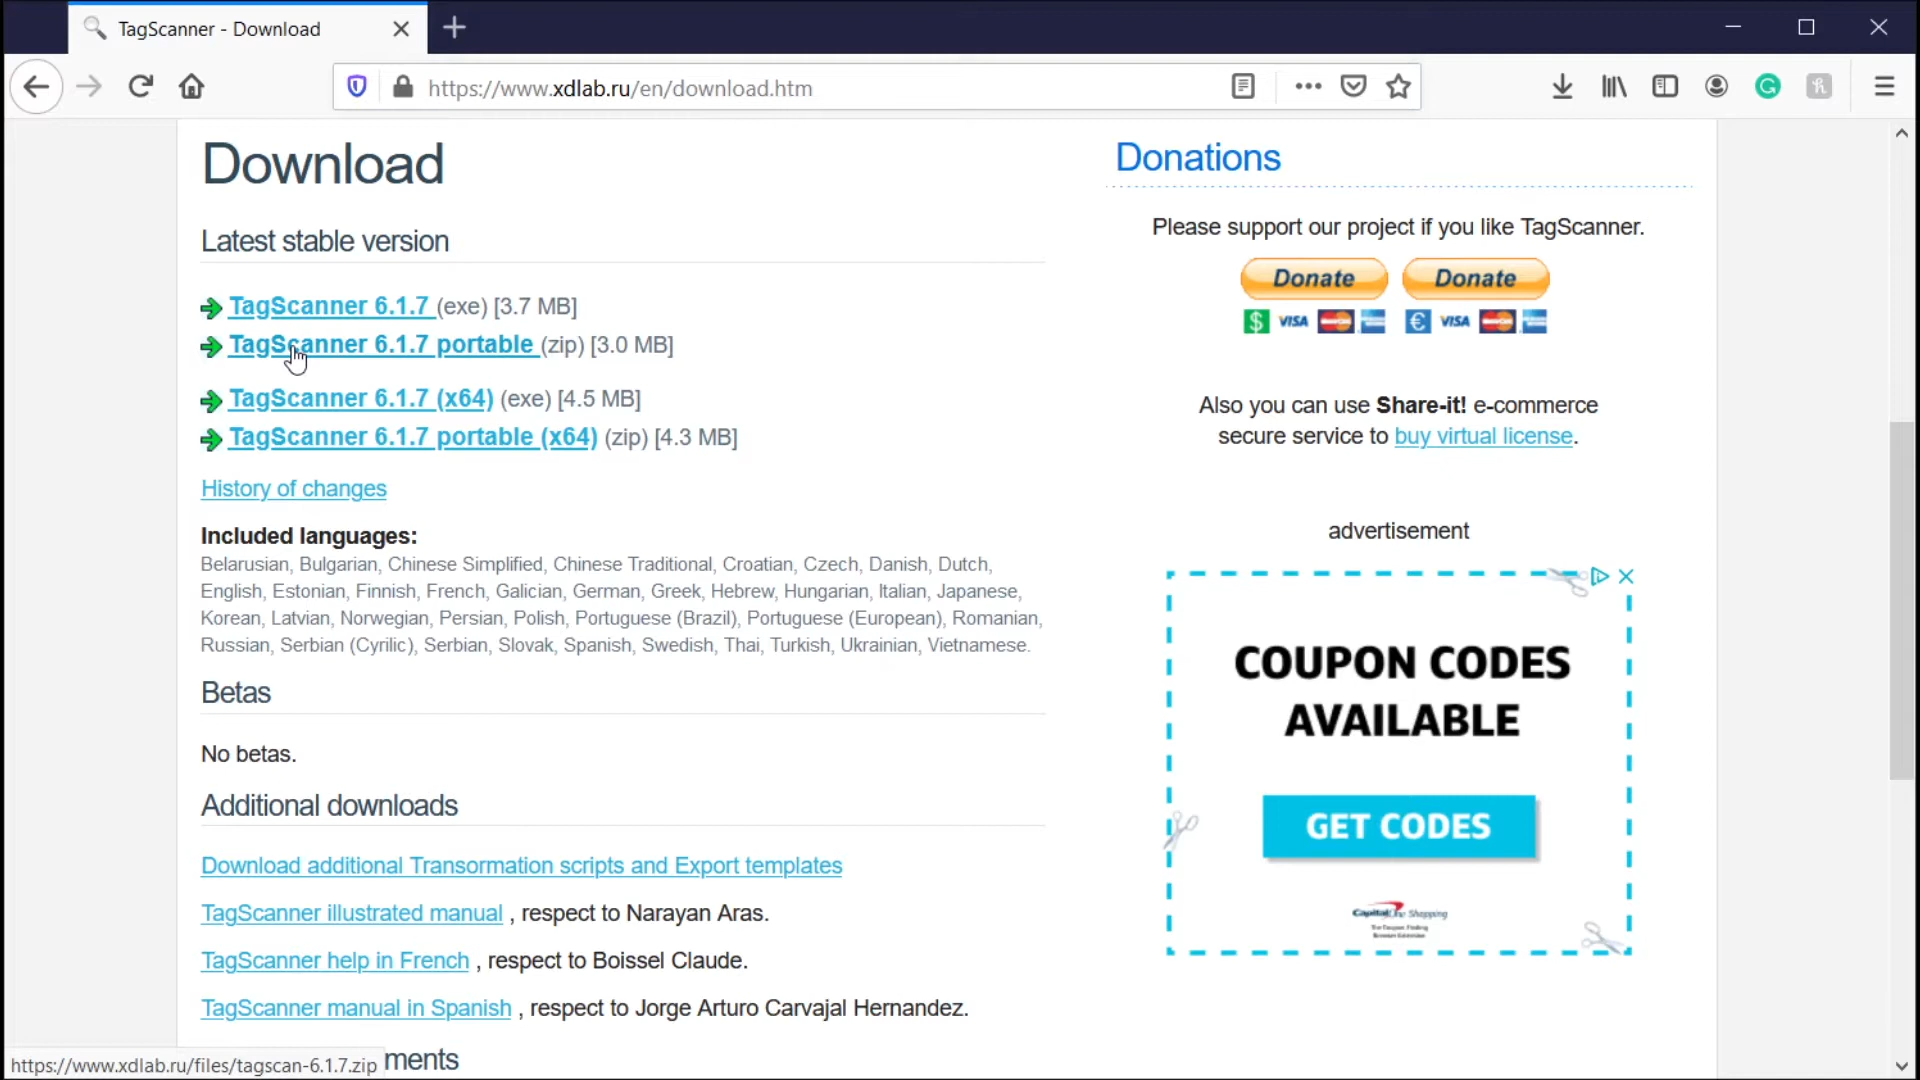 TagScanner - Download
https://www.xdlab.ru/en/download.htm
Download
Latest stable version
TagScanner 6.1.7 (exe) [3.7 MB]
TagScanner 6.1.7 portable (zip) [3.0 MB]
TagScanner 6.1.7 (x64) (exe) [4.5 MB]
TagScanner 6.1.7 portable (x64) (zip) [4.3 MB]
History of changes
Included languages:
Belarusian, Bulgarian, Chinese Simplified, Chinese Traditional, Croatian, Czech, Danish, Dutch,
English, Estonian, Finnish, French, Galician, German, Greek, Hebrew, Hungarian, Italian, Japanese,
Korean, Latvian, Norwegian, Persian, Polish, Portuguese (Brazil), Portuguese (European), Romanian,
Russian, Serbian (Cyrilic), Serbian, Slovak, Spanish, Swedish, Thai, Turkish, Ukrainian, Vietnamese.
Betas
No betas.
Additional downloads
Download additional Transormation scripts and Export templates
TagScanner illustrated manual , respect to Narayan Aras.
TagScanner help in French , respect to Boissel Claude.
TagScanner manual in Spanish , respect to Jorge Arturo Carvajal Hernandez.
ments
https://www.xdlab.ru/files/tagscan-6.1.7.zip
Donations
Please support our project if you like TagScanner.
Donate Donate
$ VISA € VISA
Also you can use Share-it! e-commerce
secure service to buy virtual license.
advertisement
COUPON CODES
AVAILABLE
GET CODES
Capital One Shopping
The Coupon Finding
Browser Extension